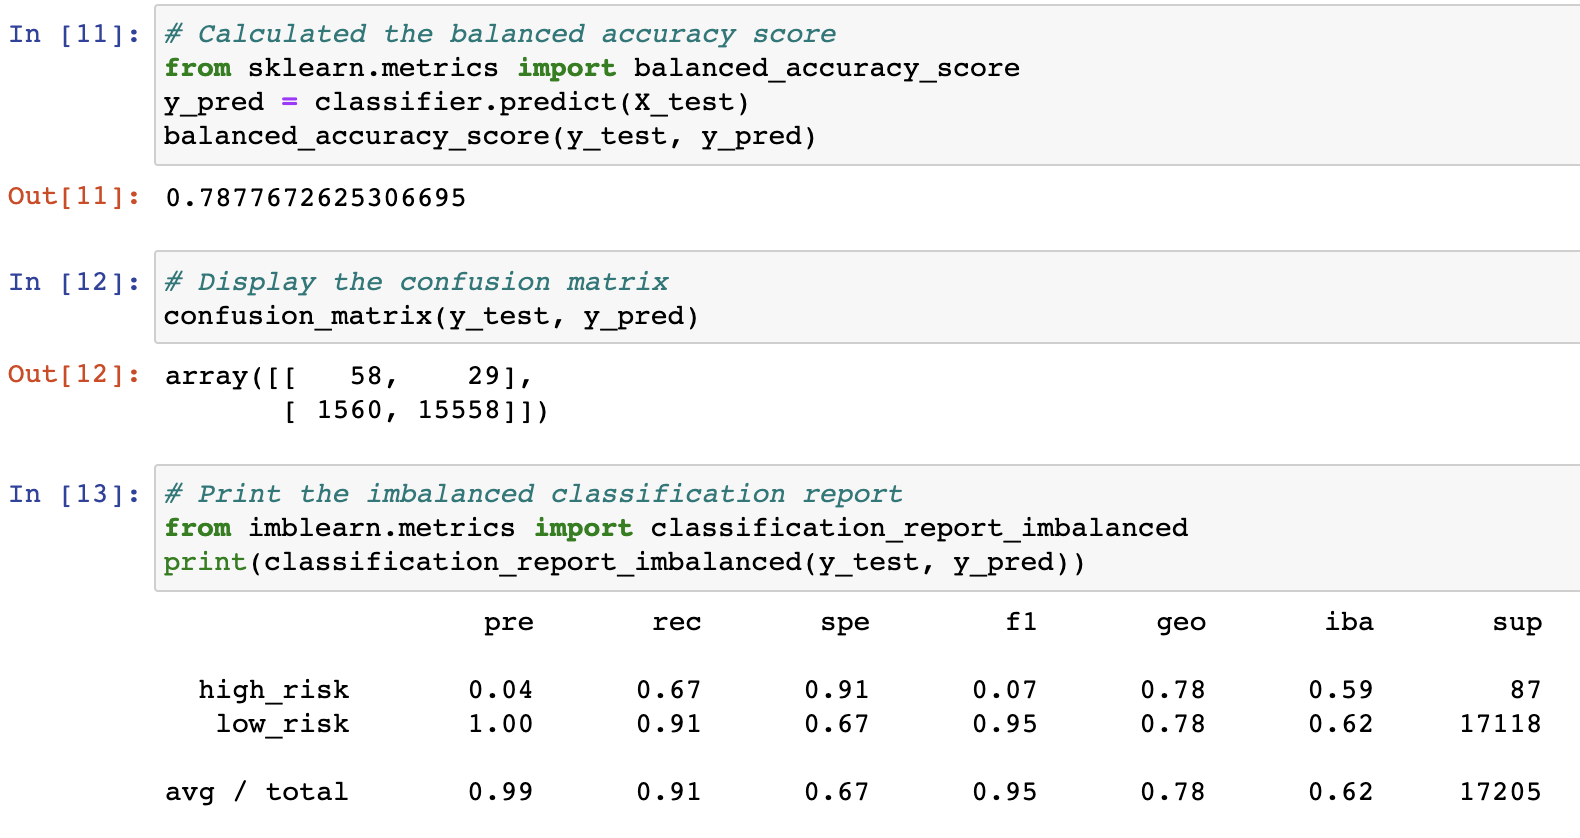 In [11]: # Calculated the balanced accuracy score
from sklearn.metrics import balanced_accuracy_score
y_pred = classifier.predict(X_test)
balanced_accuracy_score(y_test, y_pred)
Out[11]: 0.7877672625306695
In [12]: # Display the confusion matrix
confusion_matrix(y_test, y_pred)
Out[12]: array([[   58,    29],
       [ 1560, 15558]])
In [13]: # Print the imbalanced classification report
from imblearn.metrics import classification_report_imbalanced
print(classification_report_imbalanced(y_test, y_pred))
pre rec spe f1 geo iba sup
high_risk 0.04 0.67 0.91 0.07 0.78 0.59 87
low_risk 1.00 0.91 0.67 0.95 0.78 0.62 17118
avg / total 0.99 0.91 0.67 0.95 0.78 0.62 17205